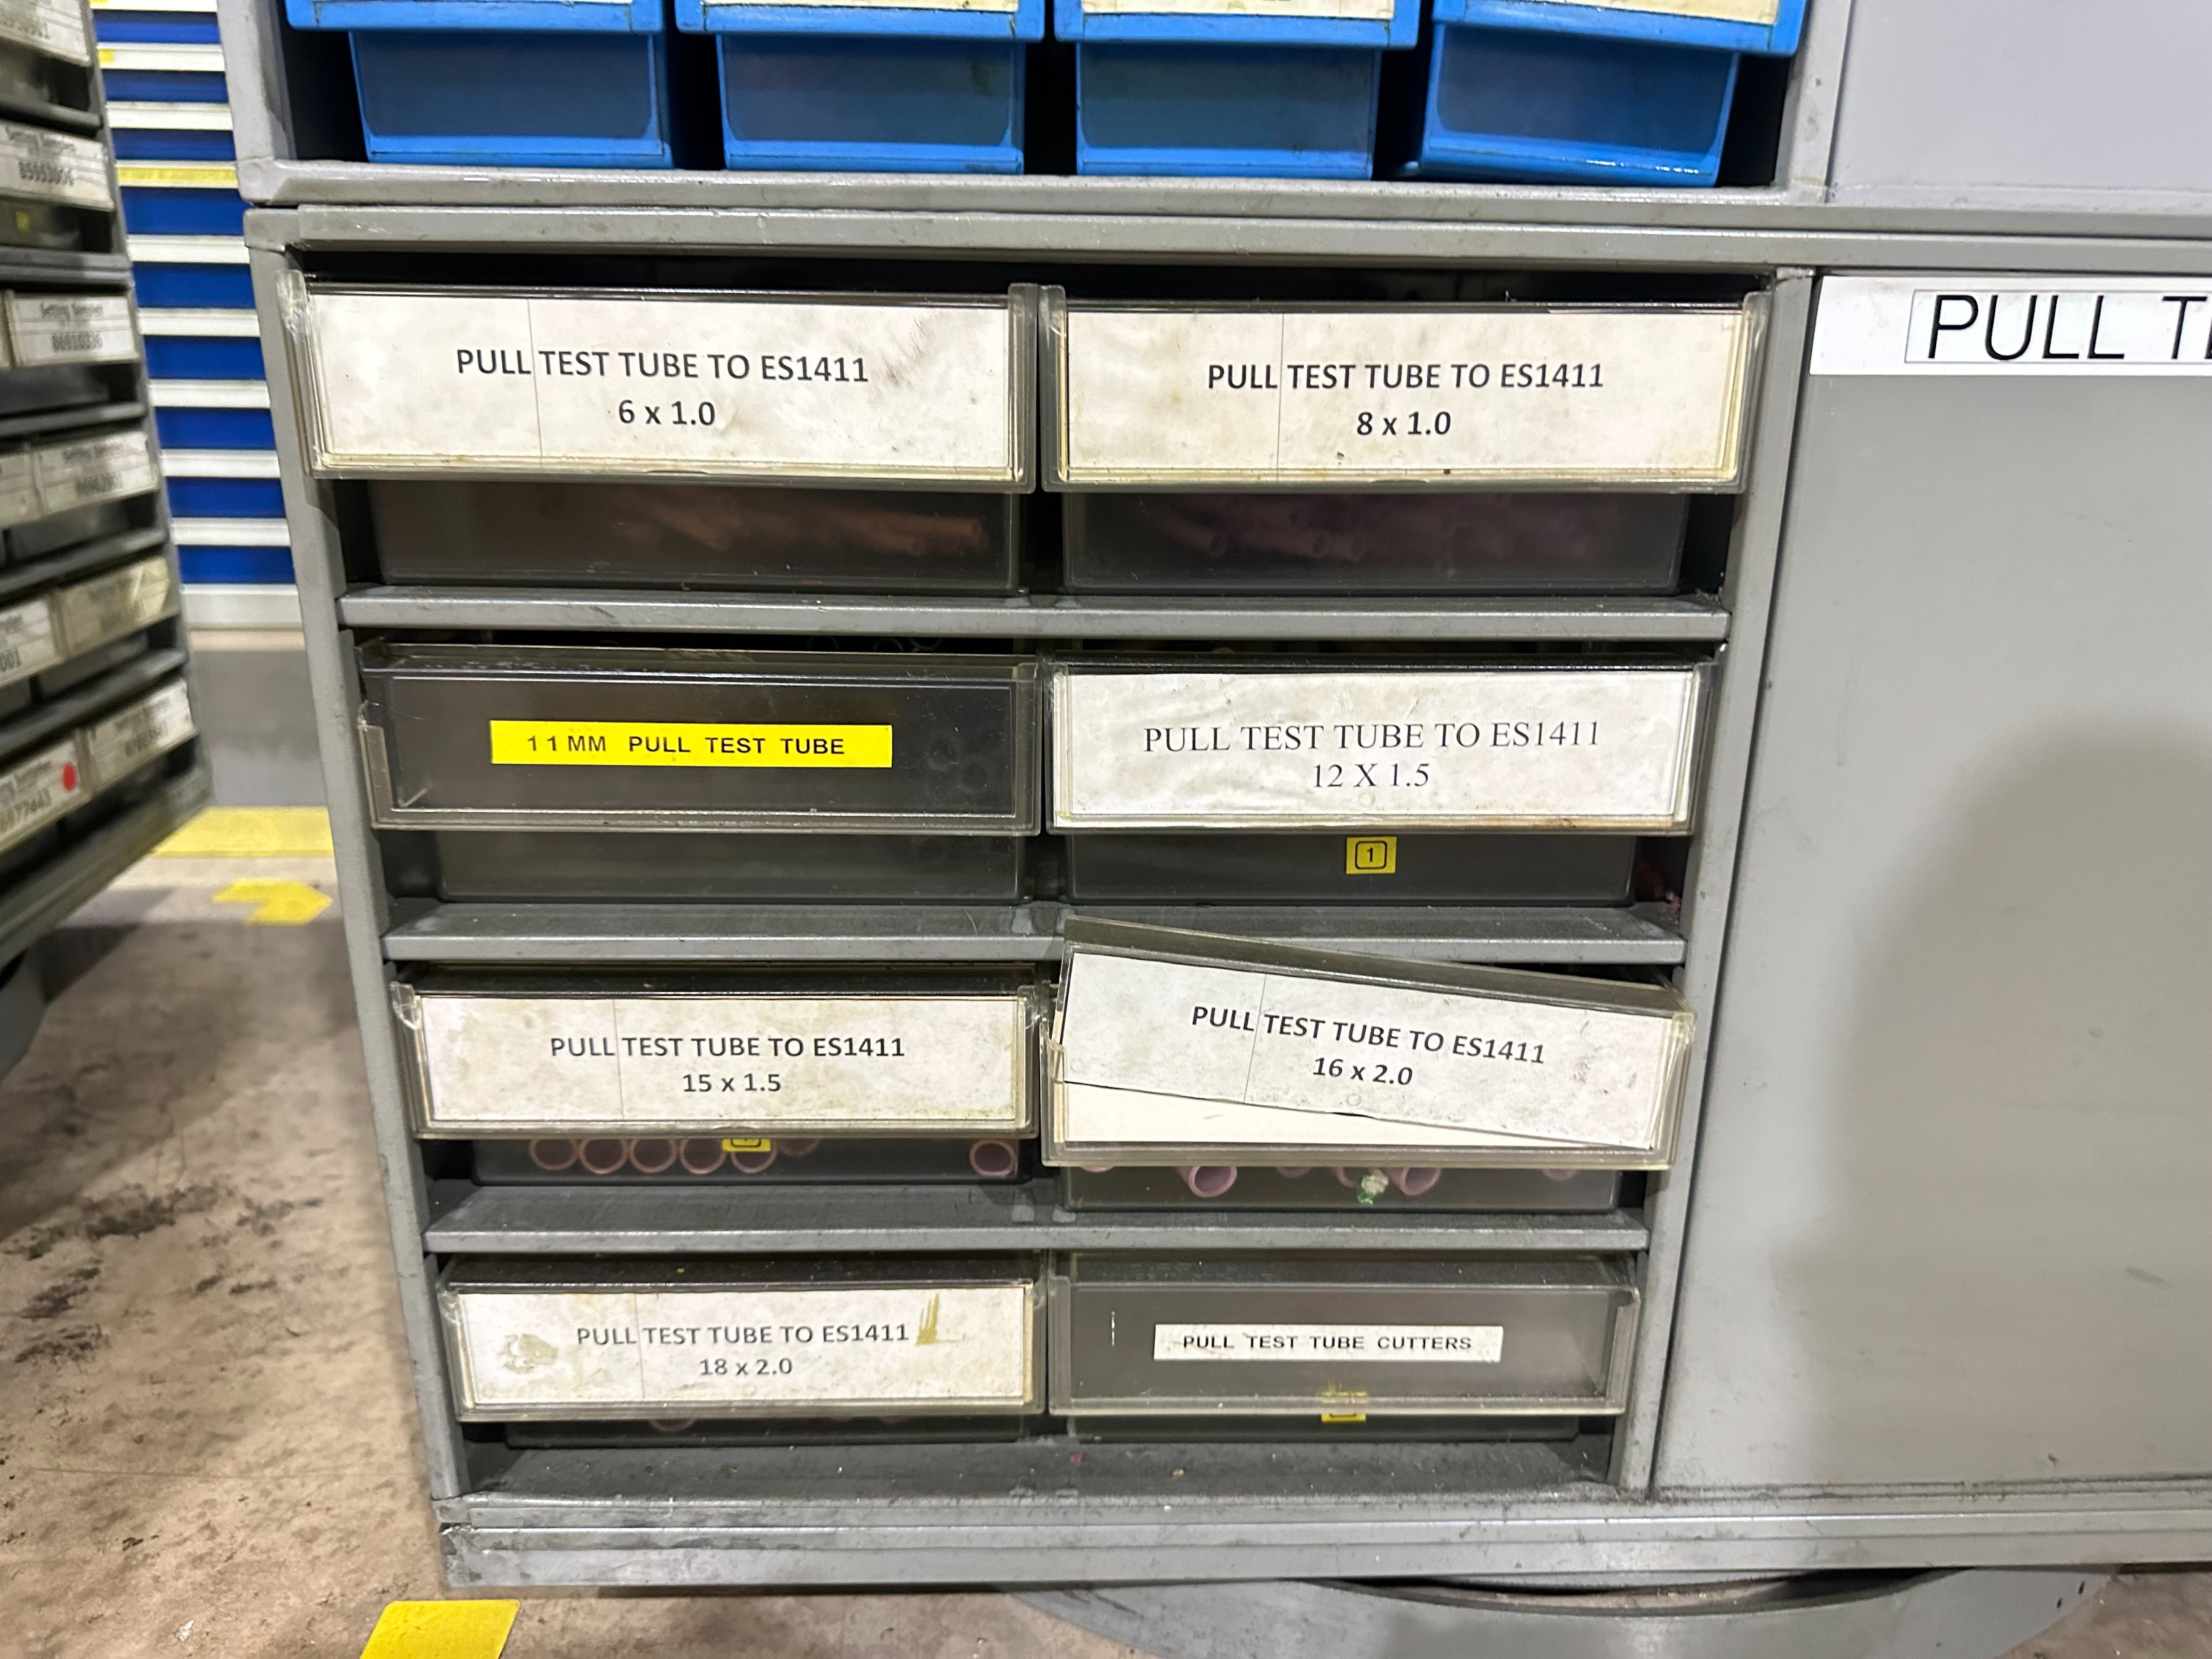 PULL TEST TUBE TO ES1411
6 x 1.0
PULL TEST TUBE TO ES1411
8 x 1.0
PULL T
11MM PULL TEST TUBE
PULL TEST TUBE TO ES1411
12 X 1.5
1
PULL TEST TUBE TO ES1411
15 x 1.5
PULL TEST TUBE TO ES1411
16 x 2.0
PULL TEST TUBE TO ES1411
18 x 2.0
PULL TEST TUBE CUTTERS